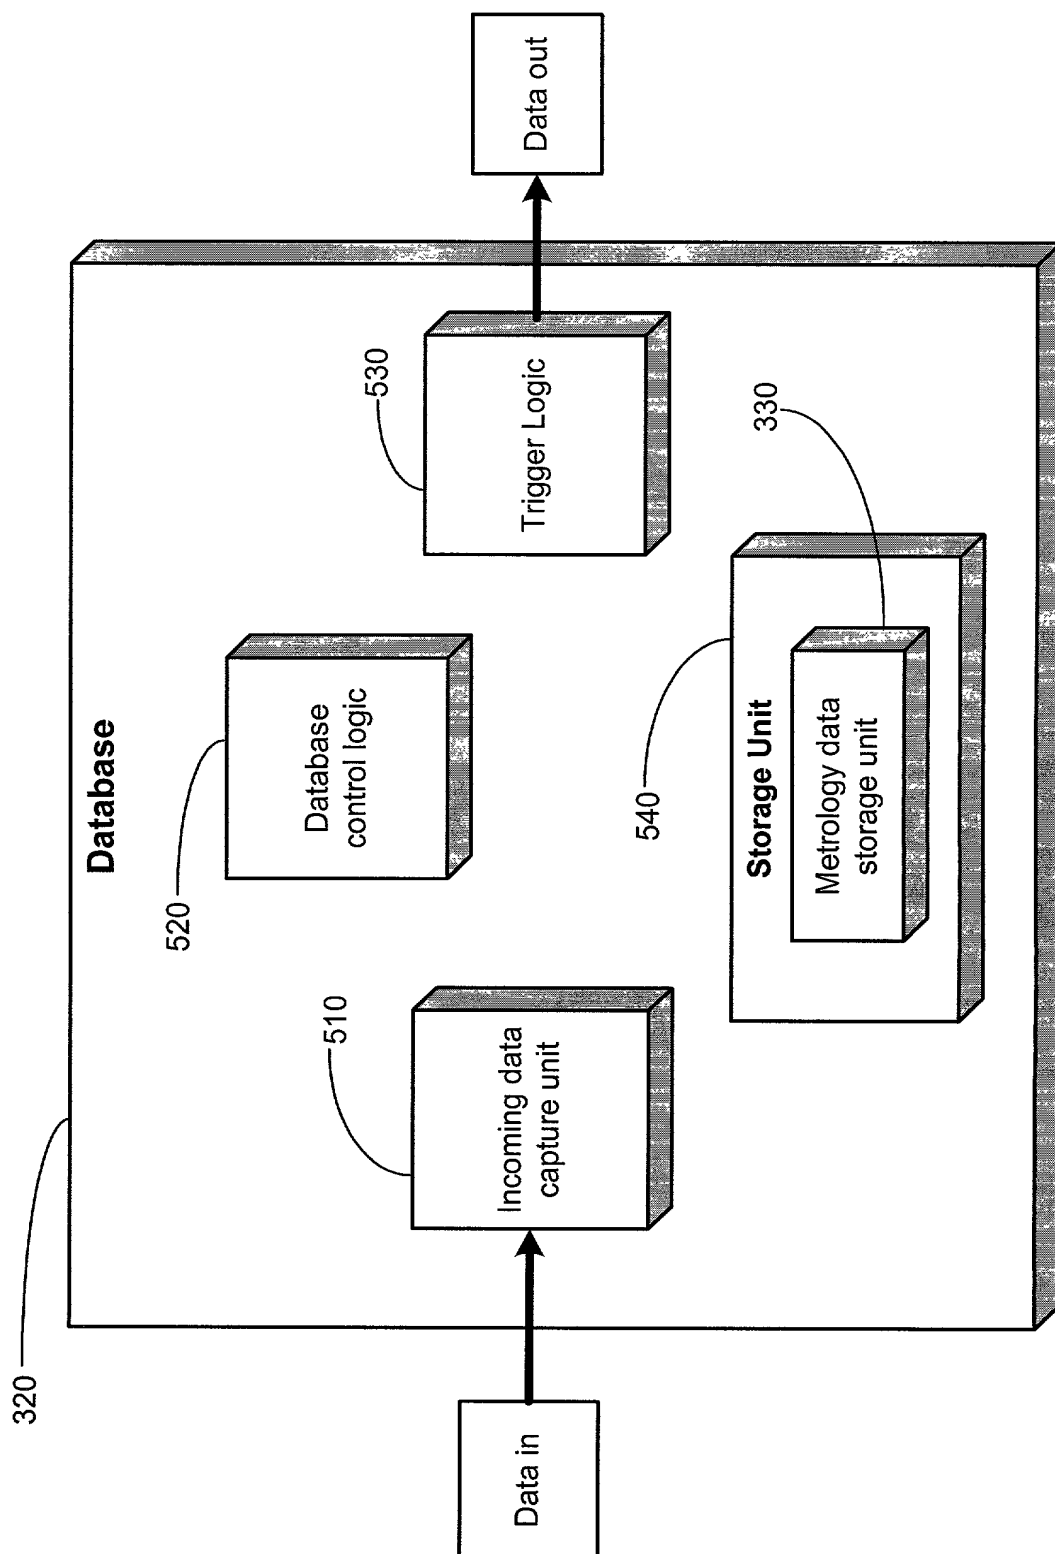 320
Database
520
Database
control logic
510
Incoming data
capture unit
530
Trigger Logic
Data in
Data out
540
Storage Unit
Metrology data
storage unit
330